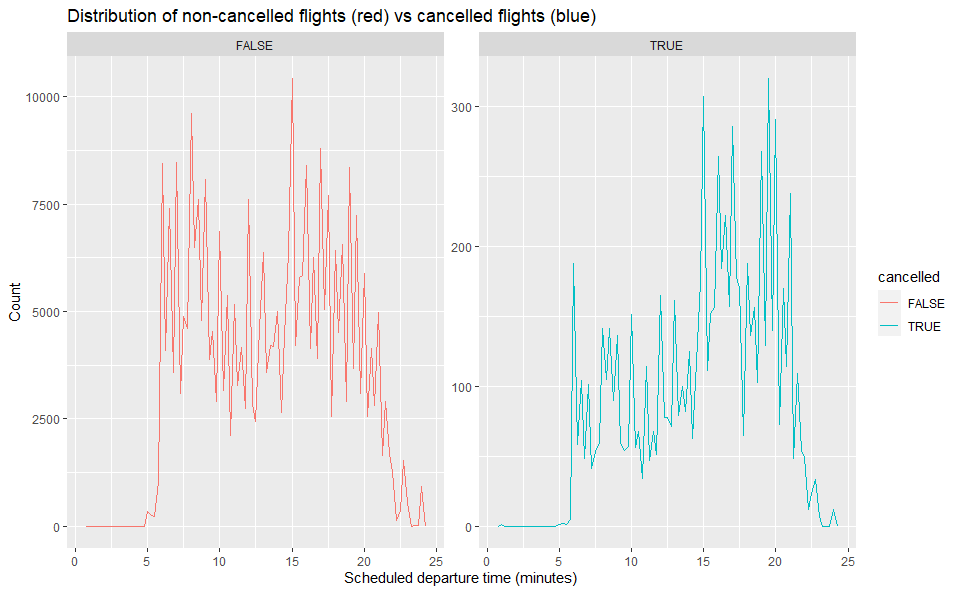 Distribution of non-cancelled flights (red) vs cancelled flights (blue)
FALSE
TRUE
10000
7500
5000
2500
0
300
200
100
0
Count
0 5 10 15 20 25
0 5 10 15 20 25
Scheduled departure time (minutes)
cancelled
FALSE
TRUE